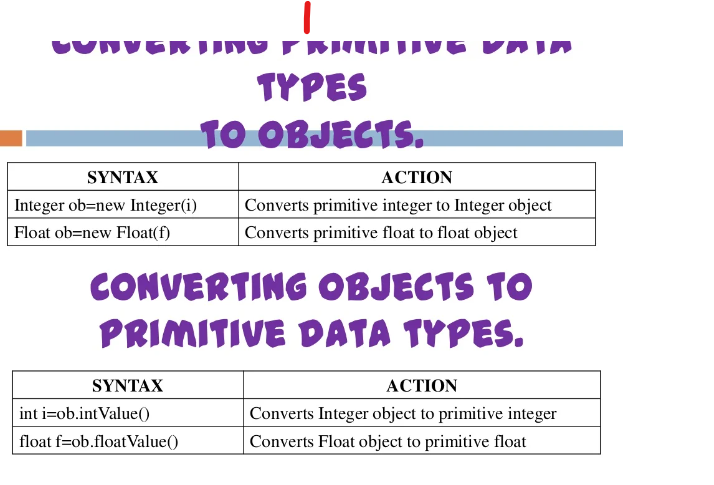 CONVERTING PRIMITIVE DATA
TYPES
TO OBJECTS.
SYNTAX ACTION
Integer ob=new Integer(i) Converts primitive integer to Integer object
Float ob=new Float(f) Converts primitive float to float object
CONVERTING OBJECTS TO
PRIMITIVE DATA TYPES.
SYNTAX ACTION
int i=ob.intValue() Converts Integer object to primitive integer
float f=ob.floatValue() Converts Float object to primitive float